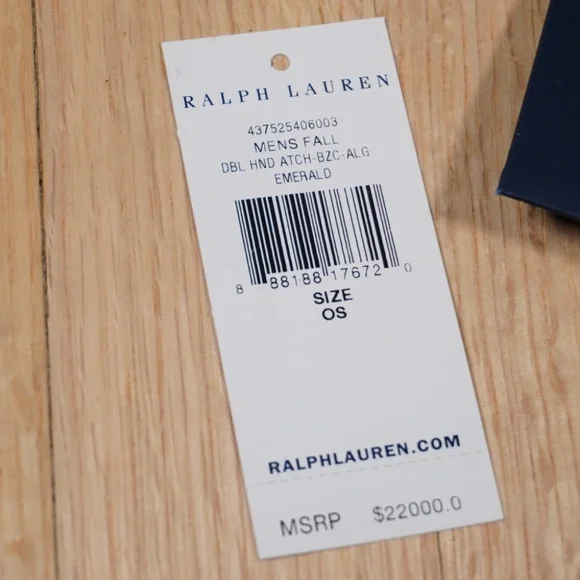 RALPH LAUREN
437525406003
MENS FALL
DBL HND ATCH-BZC-ALG
EMERALD
8 88188 17672 0
SIZE
OS
RALPHLAUREN.COM
MSRP $22000.0